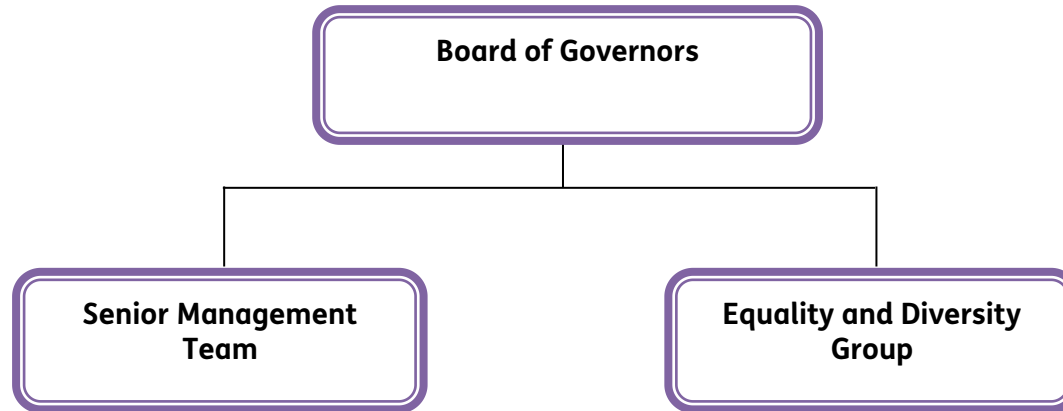 Board of Governors
Senior Management
Team
Equality and Diversity
Group